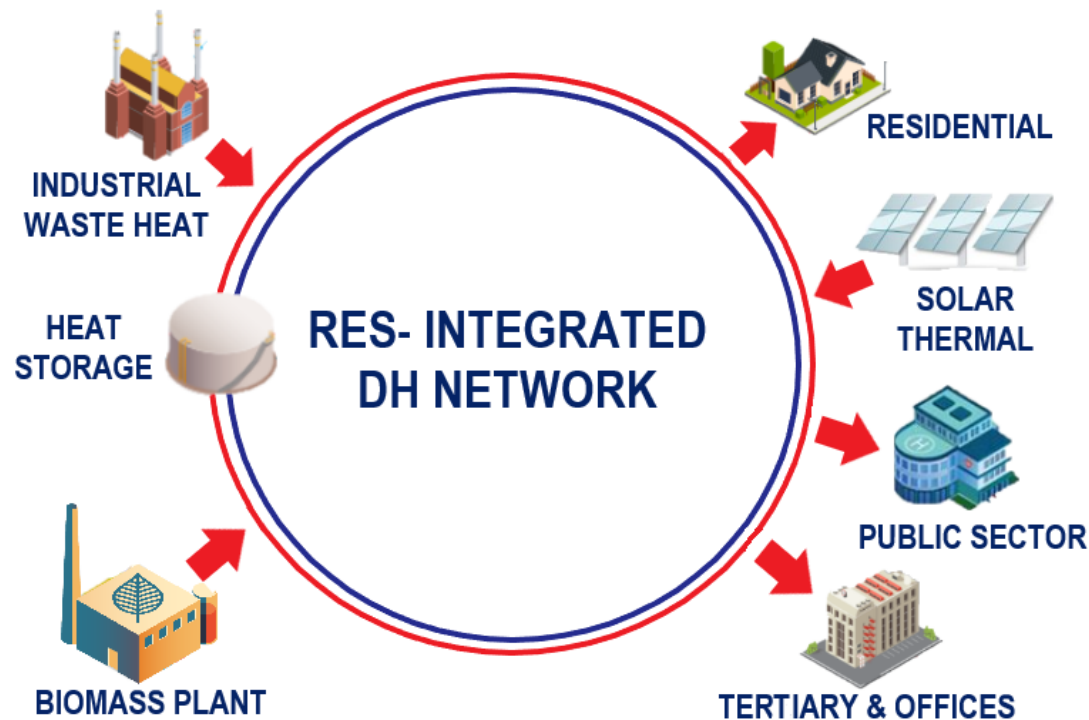 INDUSTRIAL
WASTE HEAT
RESIDENTIAL
SOLAR
THERMAL
HEAT
STORAGE
RES- INTEGRATED
DH NETWORK
H
PUBLIC SECTOR
BIOMASS PLANT
TERTIARY & OFFICES